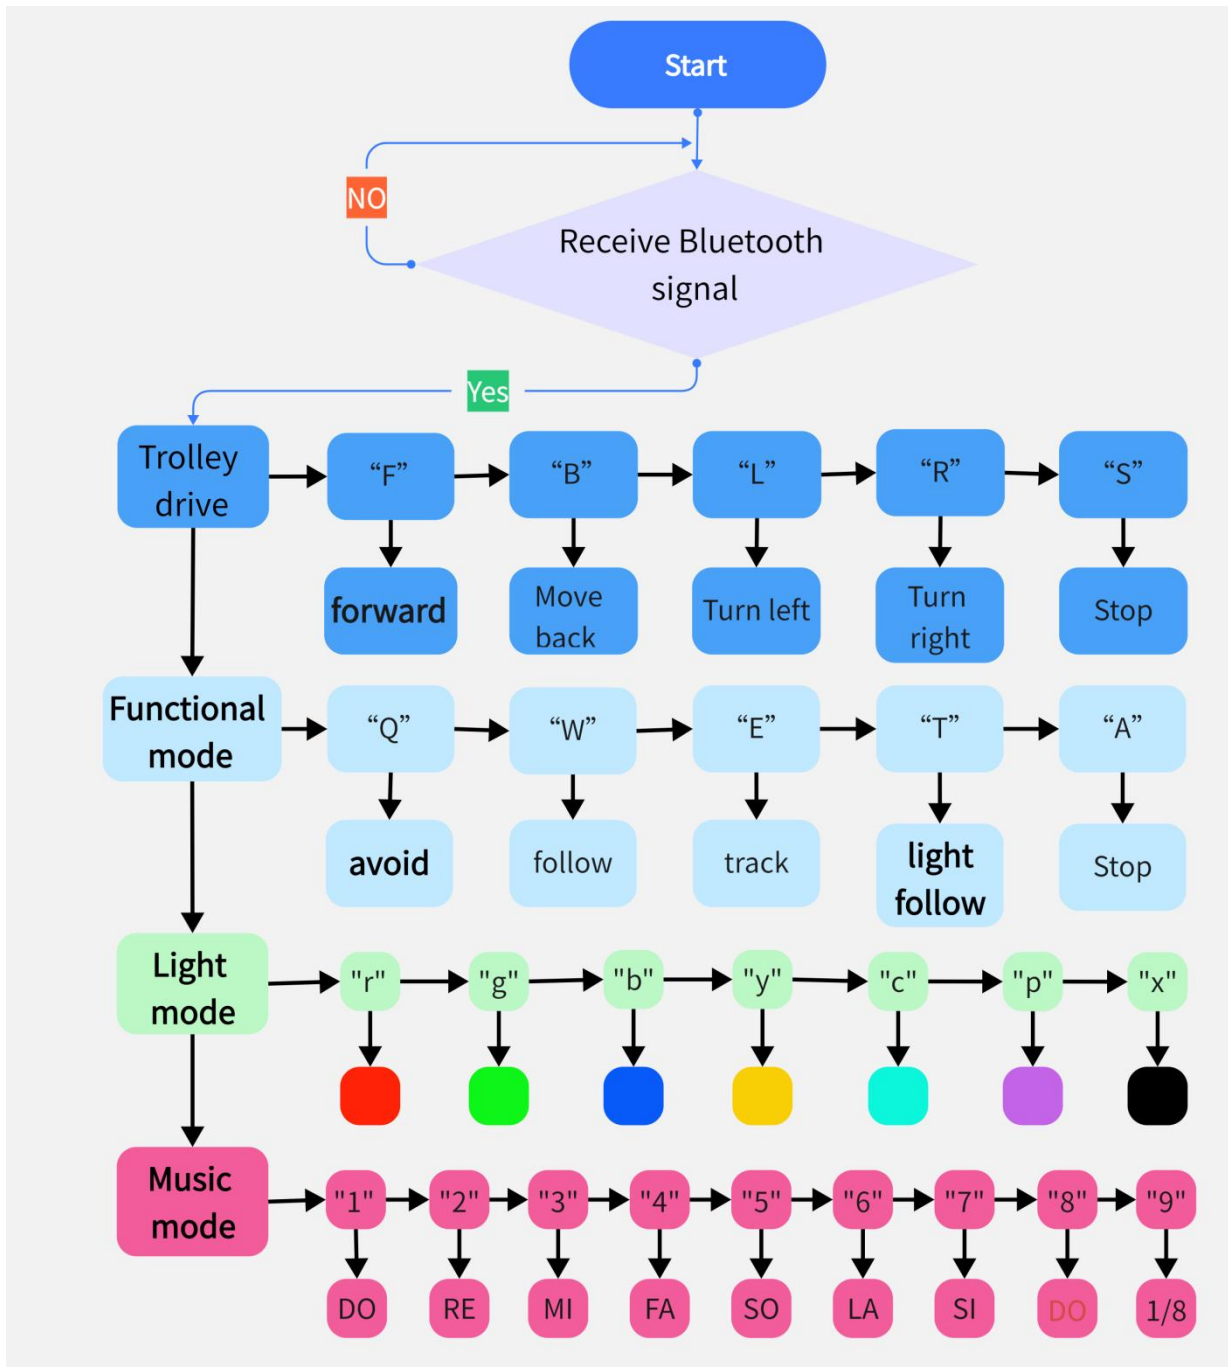 Start
NO
Receive Bluetooth
signal
Yes
Trolley
drive
“F”
“B”
“L”
“R”
“S”
forward
Move
back
Turn left
Turn
right
Stop
Functional
mode
“Q”
“W”
“E”
“T”
“A”
avoid
follow
track
light
follow
Stop
Light
mode
"r"
"g"
"b"
"y"
"c"
"p"
"x"
Music
mode
"1"
"2"
"3"
"4"
"5"
"6"
"7"
"8"
"9"
DO
RE
MI
FA
SO
LA
SI
DO
1/8